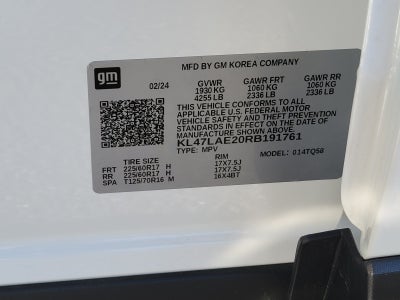 MFD BY GM KOREA COMPANY
gm
02/24 GVWR GAWR FRT GAWR RR
1930 KG 1060 KG 1060 KG
4255 LB 2336 LB 2336 LB
THIS VEHICLE CONFORMS TO ALL
APPLICABLE U.S. FEDERAL MOTOR
VEHICLE SAFETY AND THEFT PREVENTION
STANDARDS IN EFFECT ON THE DATE OF
MANUFACTURE SHOWN ABOVE.
KL47LAE20RB191761
TYPE: MPV MODEL: 014TQ58
TIRE SIZE RIM
FRT 225/60R17 H 17X7.5J
RR 225/60R17 H 17X7.5J
SPA T125/70R16 M 16X4BT